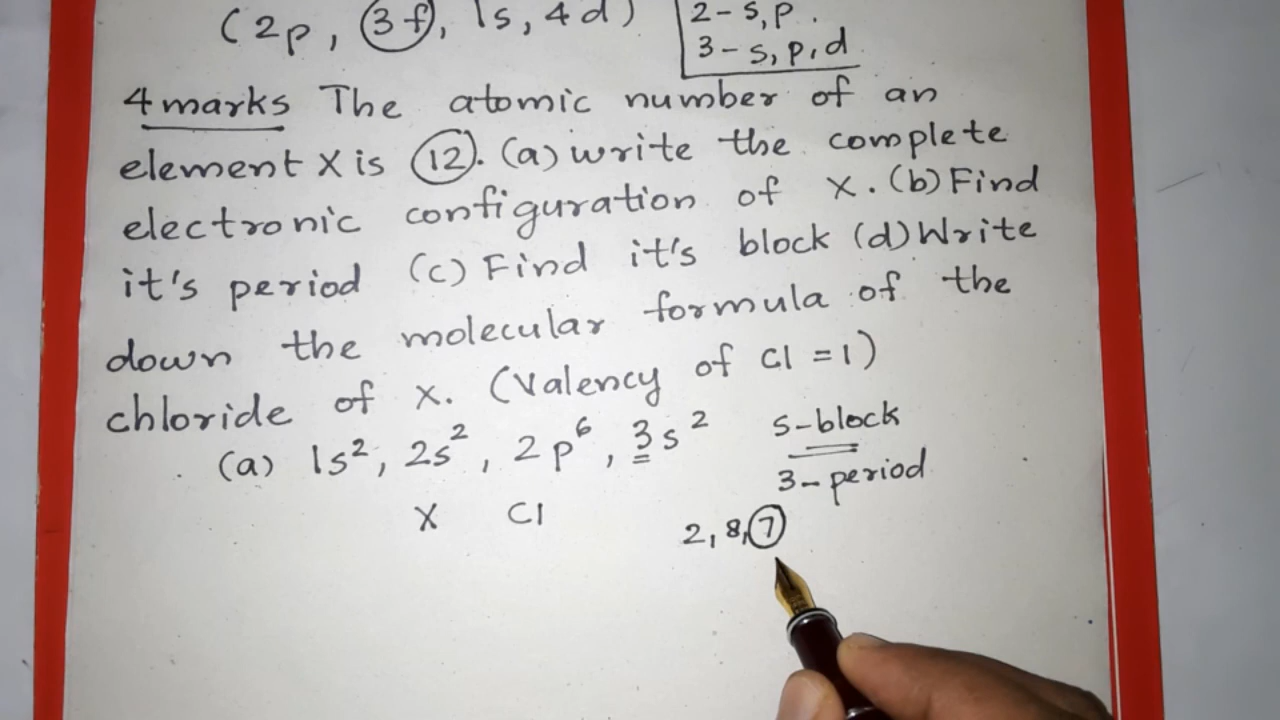 (2p, 3f, 1s, 4d)
2-s, p.
3-s, p, d
4 marks The atomic number of an
element X is 12. (a) write the complete
electronic configuration of X. (b) Find
it's period (c) Find it's block (d) Write
down the molecular formula of the
chloride of X. (Valency of Cl = 1)
(a) 1s², 2s², 2p⁶, 3s² s-block
3-period
X Cl 2, 8, 7